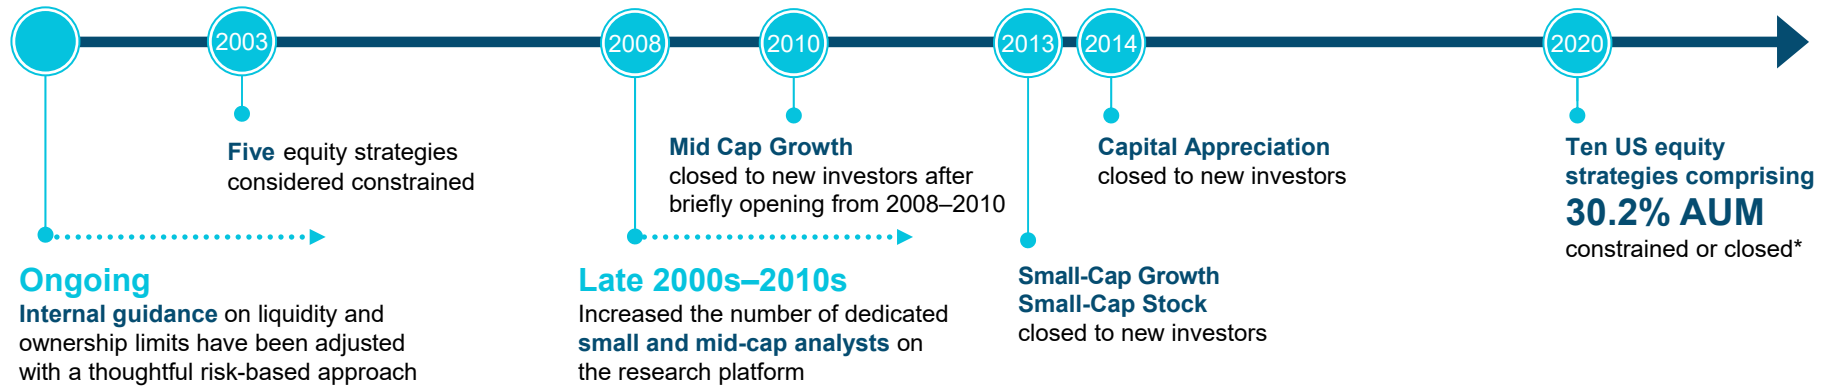 2003
2008
2010
2013
2014
2020
Five equity strategies
considered constrained
Mid Cap Growth
closed to new investors after
briefly opening from 2008–2010
Capital Appreciation
closed to new investors
Ten US equity
strategies comprising
30.2% AUM
constrained or closed*
Ongoing
Internal guidance on liquidity and
ownership limits have been adjusted
with a thoughtful risk-based approach
Late 2000s–2010s
Increased the number of dedicated
small and mid-cap analysts on
the research platform
Small-Cap Growth
Small-Cap Stock
closed to new investors